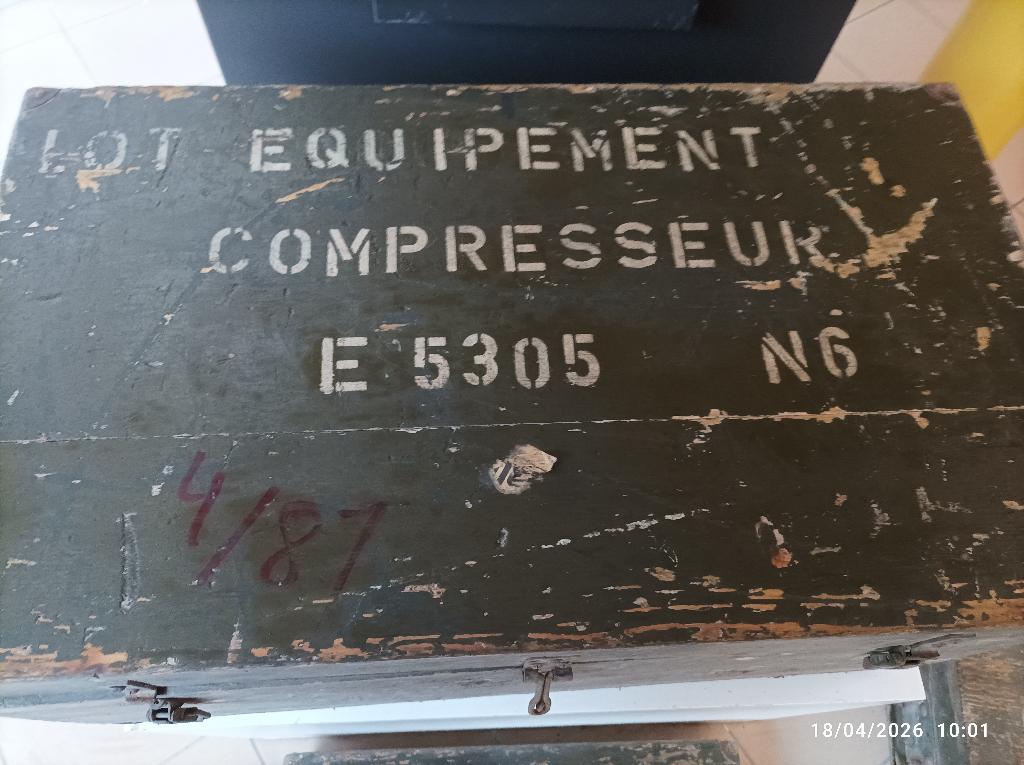 LOT EQUIPEMENT
COMPRESSEUR
E 5305 N6
4/87
18/04/2026 10:01